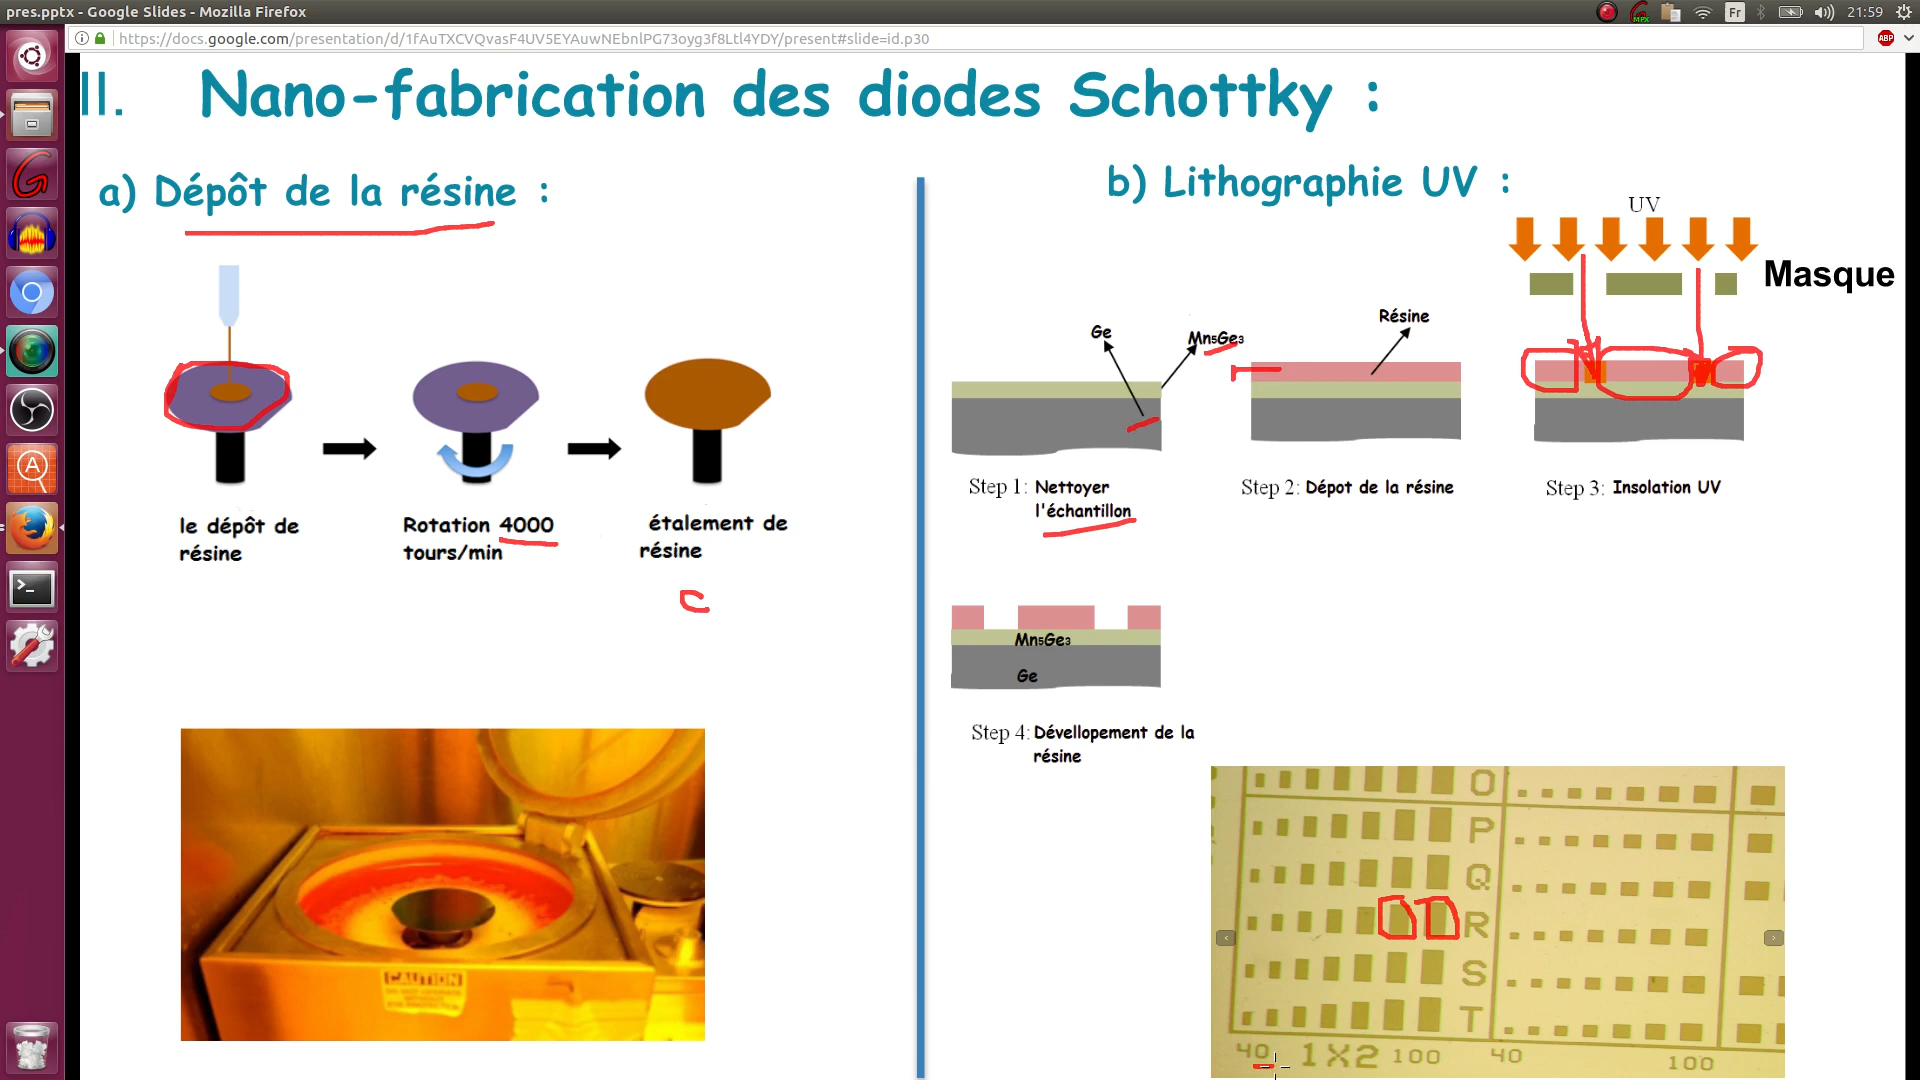 pres.pptx - Google Slides - Mozilla Firefox
Fr
21:59
https://docs.google.com/presentation/d/1fAuTXCVQvasF4UV5EYAuwNEbnlPG73oyg3f8Ltl4YDY/present#slide=id.p30
ABP
II. Nano-fabrication des diodes Schottky :
a) Dépôt de la résine :
le dépôt de
résine
Rotation 4000
tours/min
étalement de
résine
CAUTION
b) Lithographie UV :
UV
Masque
Ge
Mn5Ge3
Résine
Step 1: Nettoyer
l'échantillon
Step 2: Dépot de la résine
Step 3: Insolation UV
Mn5Ge3
Ge
Step 4: Dévellopement de la
résine
O
P
Q
R
S
T
40 1X2 100 40 100